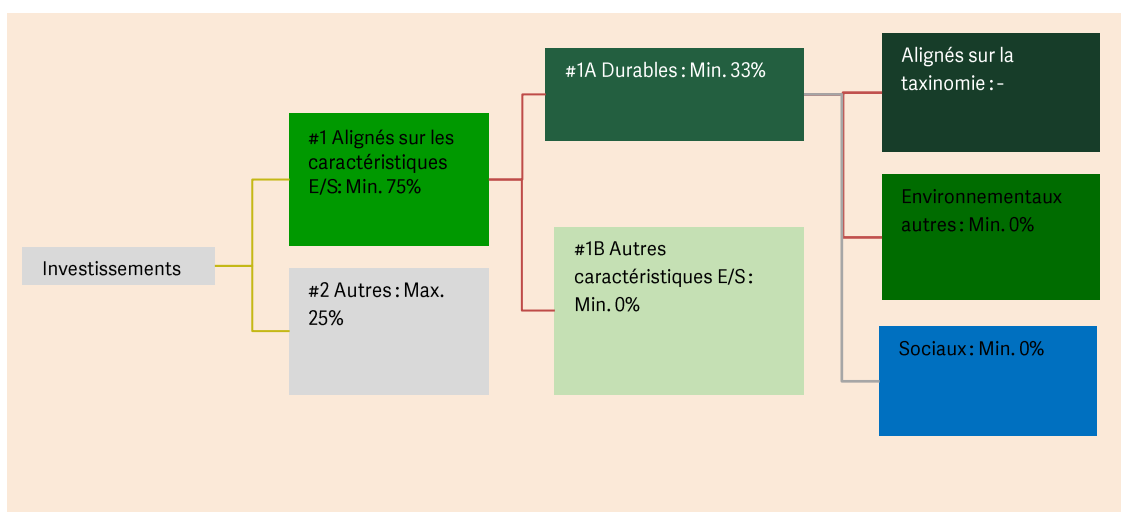 Investissements
#1 Alignés sur les
caractéristiques
E/S: Min. 75%
#2 Autres : Max.
25%
#1A Durables : Min. 33%
#1B Autres
caractéristiques E/S :
Min. 0%
Alignés sur la
taxinomie : -
Environnementaux
autres : Min. 0%
Sociaux : Min. 0%